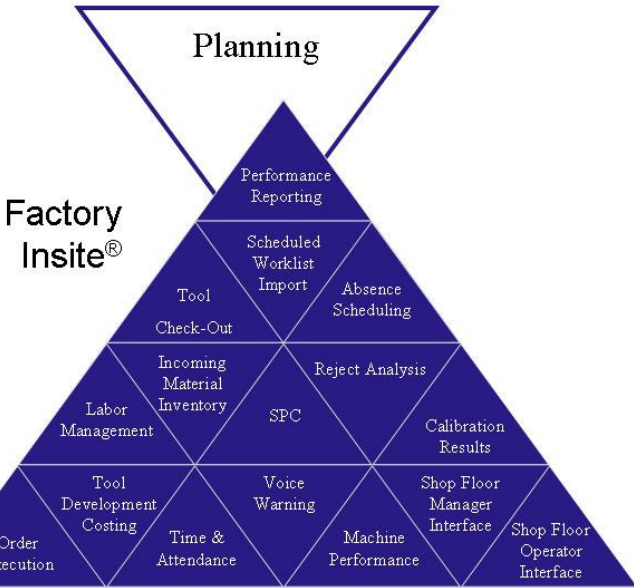 Planning
Factory
Insite®
Performance
Reporting
Scheduled
Worklist
Import
Tool
Check-Out
Absence
Scheduling
Incoming
Material
Inventory
Reject Analysis
Labor
Management
SPC
Calibration
Results
Tool
Development
Costing
Voice
Warning
Shop Floor
Manager
Interface
Order
Time &
Attendance
Machine
Performance
Shop Floor
Operator
Interface